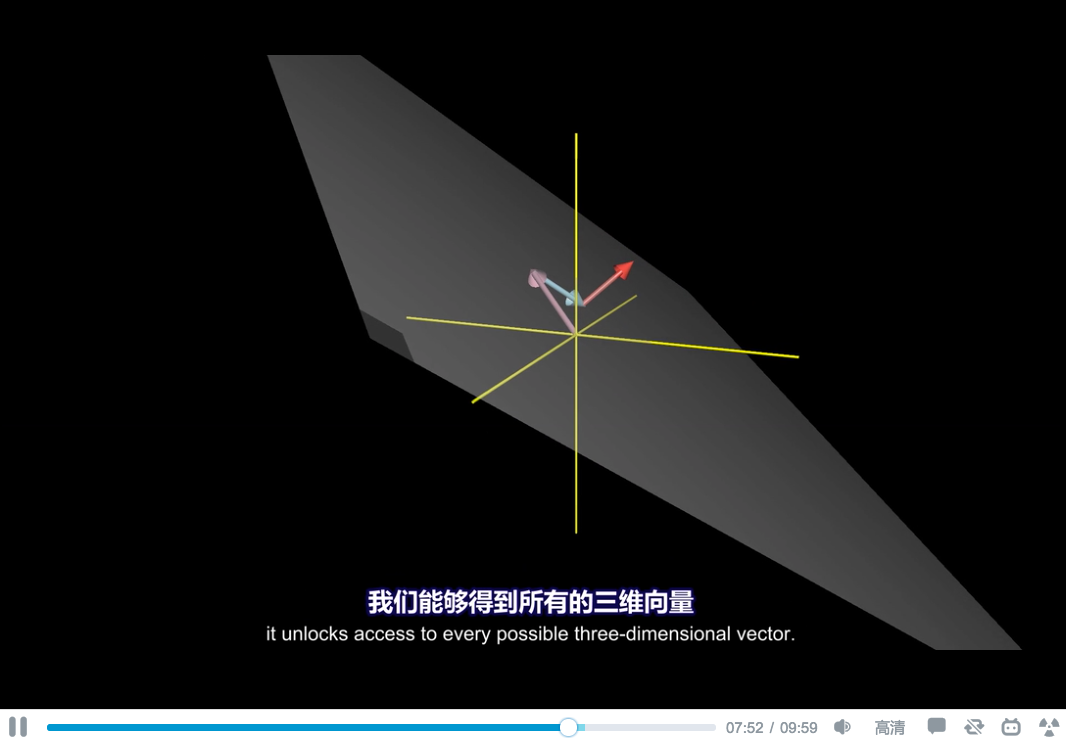 我们能够得到所有的三维向量
it unlocks access to every possible three-dimensional vector.
07:52 / 09:59
高清